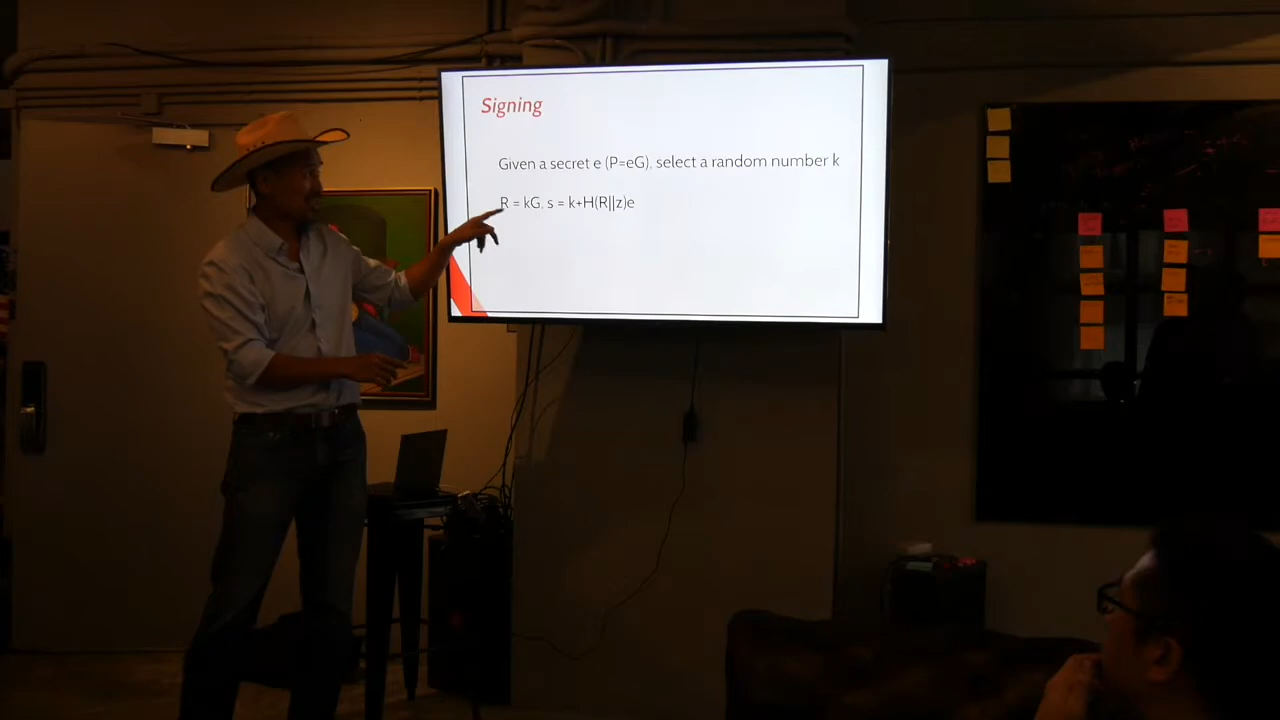 Signing
Given a secret e (P=eG), select a random number k
R = kG, s = k+H(R||z)e